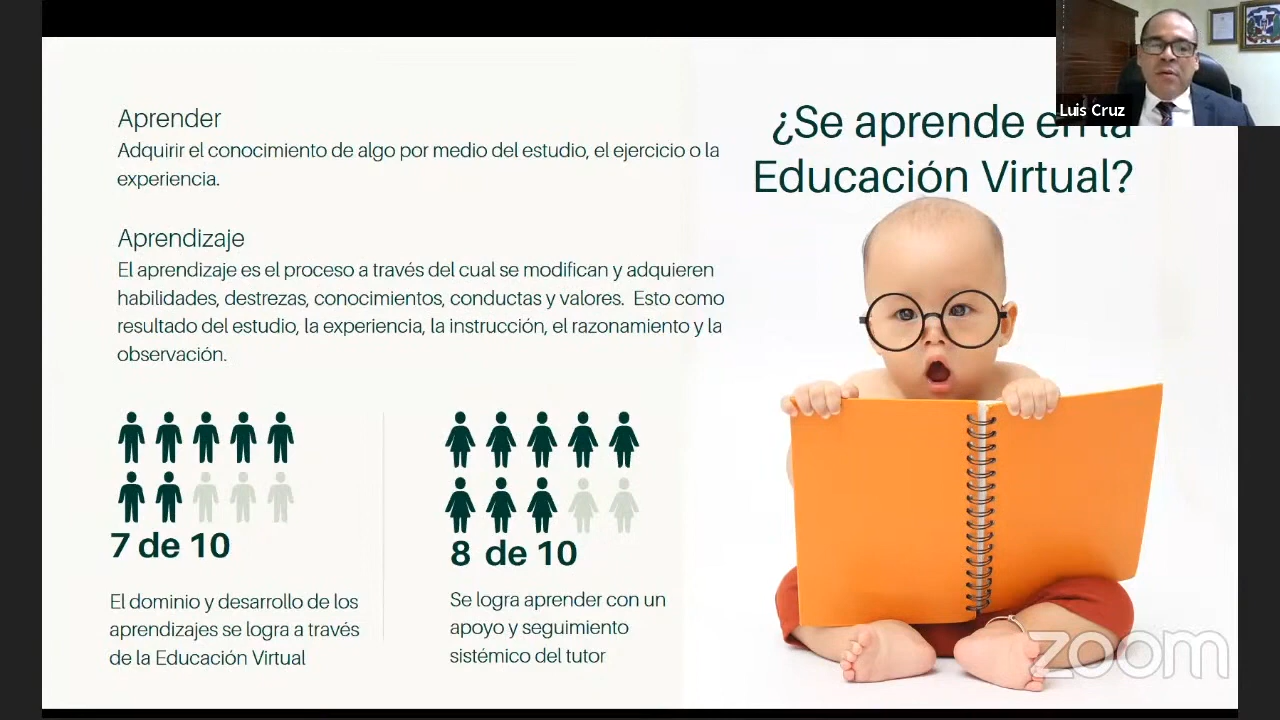 Luis Cruz
¿Se aprende en la
Educación Virtual?
Aprender
Adquirir el conocimiento de algo por medio del estudio, el ejercicio o la
experiencia.
Aprendizaje
El aprendizaje es el proceso a través del cual se modifican y adquieren
habilidades, destrezas, conocimientos, conductas y valores. Esto como
resultado del estudio, la experiencia, la instrucción, el razonamiento y la
observación.
7 de 10
El dominio y desarrollo de los
aprendizajes se logra a través
de la Educación Virtual
8 de 10
Se logra aprender con un
apoyo y seguimiento
sistémico del tutor
zoom